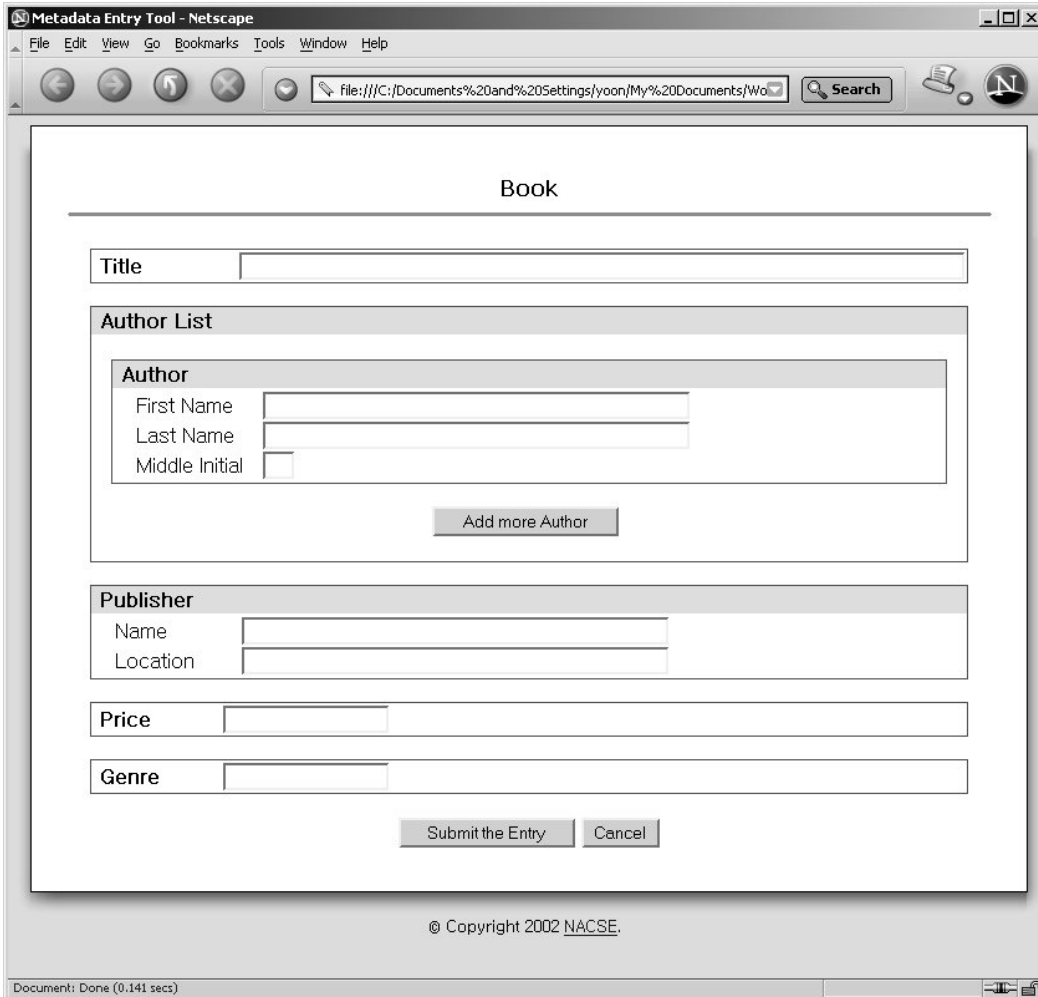 Metadata Entry Tool - Netscape
File Edit View Go Bookmarks Tools Window Help
file:///C:/Documents%20and%20Settings/yoon/My%20Documents/Wo
Search
N
Book
Title
Author List
Author
First Name
Last Name
Middle Initial
Add more Author
Publisher
Name
Location
Price
Genre
Submit the Entry Cancel
© Copyright 2002 NACSE.
Document: Done (0.141 secs)